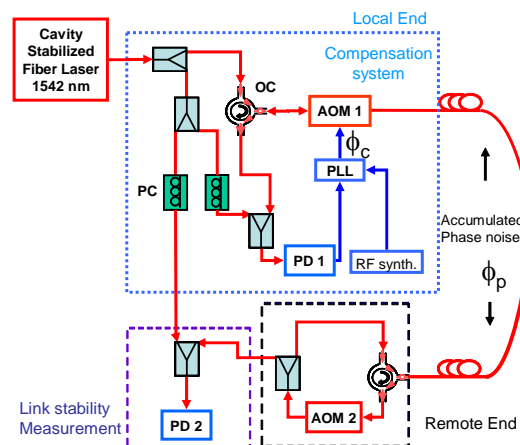 Local End
Cavity
Stabilized
Fiber Laser
1542 nm
Compensation
system
OC
AOM 1
ϕc
PC
PLL
Accumulated
Phase noise
PD 1
RF synth.
ϕp
Link stability
Measurement
PD 2
AOM 2
Remote End